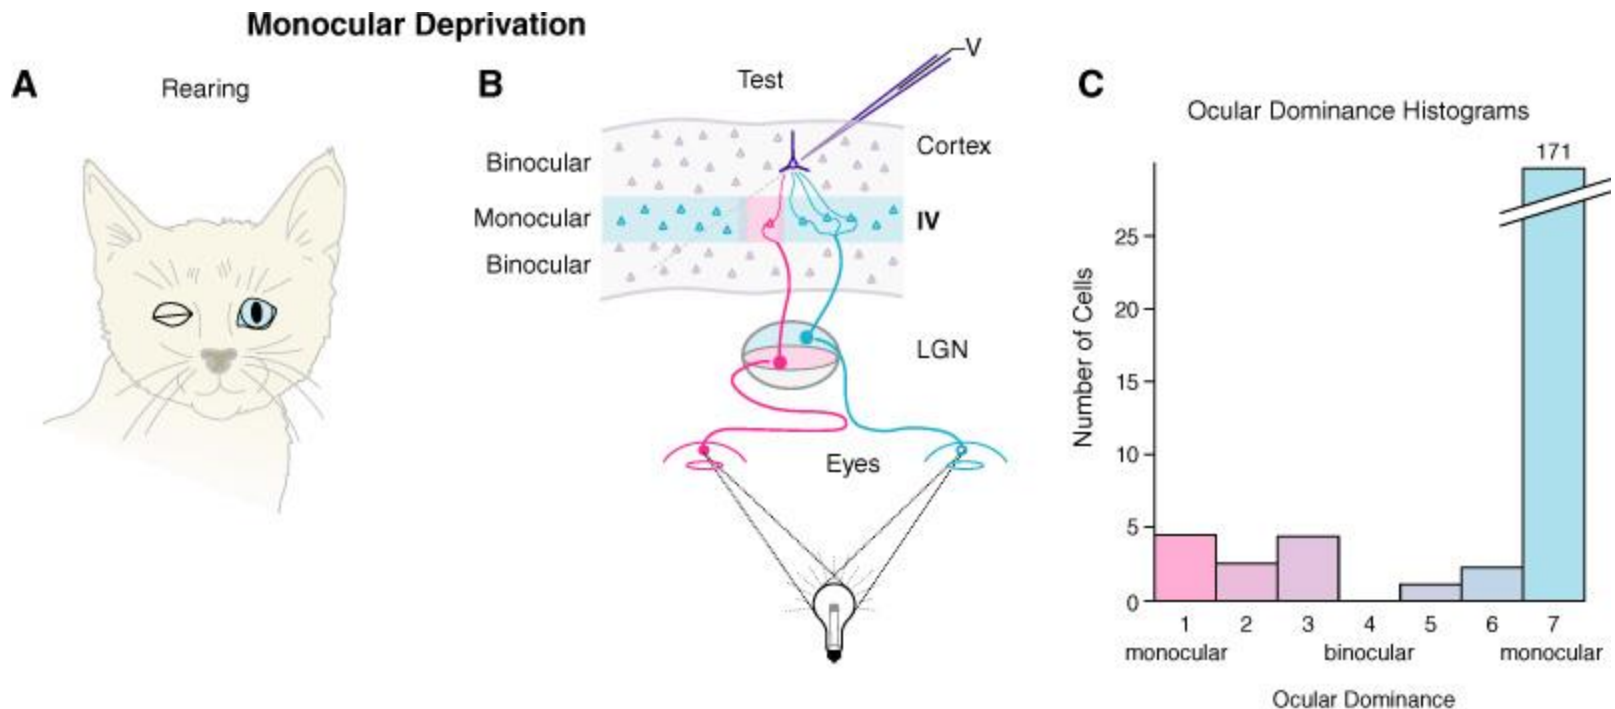 Monocular Deprivation
A
Rearing
B
Test
V
Binocular
Monocular
Binocular
Cortex
IV
LGN
Eyes
C
Ocular Dominance Histograms
171
Number of Cells
25
20
15
10
5
0
1 2 3 4 5 6 7
monocular binocular monocular
Ocular Dominance